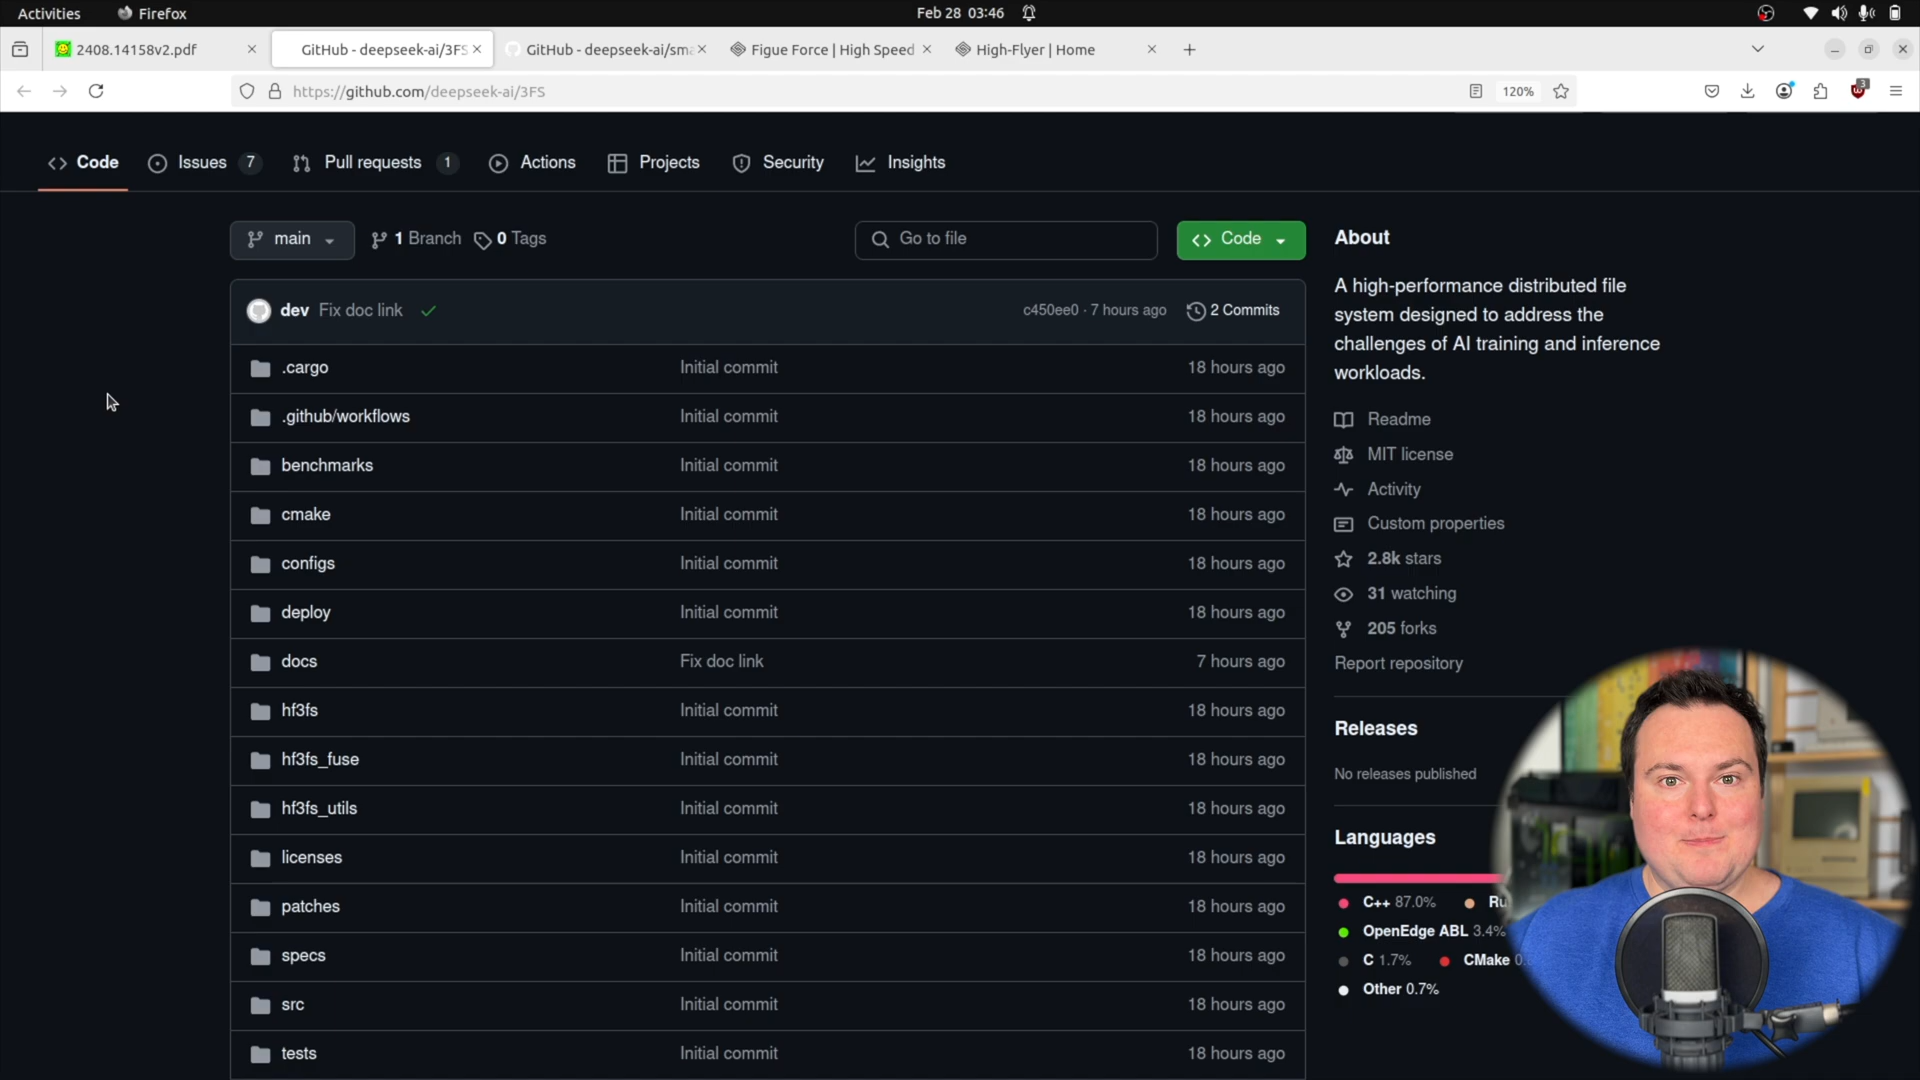 Activities
Firefox
Feb 28 03:46
2408.14158v2.pdf
GitHub - deepseek-ai/3FS
GitHub - deepseek-ai/sma
Figue Force | High Speed
High-Flyer | Home
https://github.com/deepseek-ai/3FS
120%
3
Code
Issues 7
Pull requests 1
Actions
Projects
Security
Insights
main
1 Branch
0 Tags
Go to file
Code
dev Fix doc link
c450ee0 · 7 hours ago
2 Commits
.cargo Initial commit 18 hours ago
.github/workflows Initial commit 18 hours ago
benchmarks Initial commit 18 hours ago
cmake Initial commit 18 hours ago
configs Initial commit 18 hours ago
deploy Initial commit 18 hours ago
docs Fix doc link 7 hours ago
hf3fs Initial commit 18 hours ago
hf3fs_fuse Initial commit 18 hours ago
hf3fs_utils Initial commit 18 hours ago
licenses Initial commit 18 hours ago
patches Initial commit 18 hours ago
specs Initial commit 18 hours ago
src Initial commit 18 hours ago
tests Initial commit 18 hours ago
About
A high-performance distributed file
system designed to address the
challenges of AI training and inference
workloads.
Readme
MIT license
Activity
Custom properties
2.8k stars
31 watching
205 forks
Report repository
Releases
No releases published
Languages
C++ 87.0%
OpenEdge ABL 3.4%
C 1.7% CMake
Other 0.7%